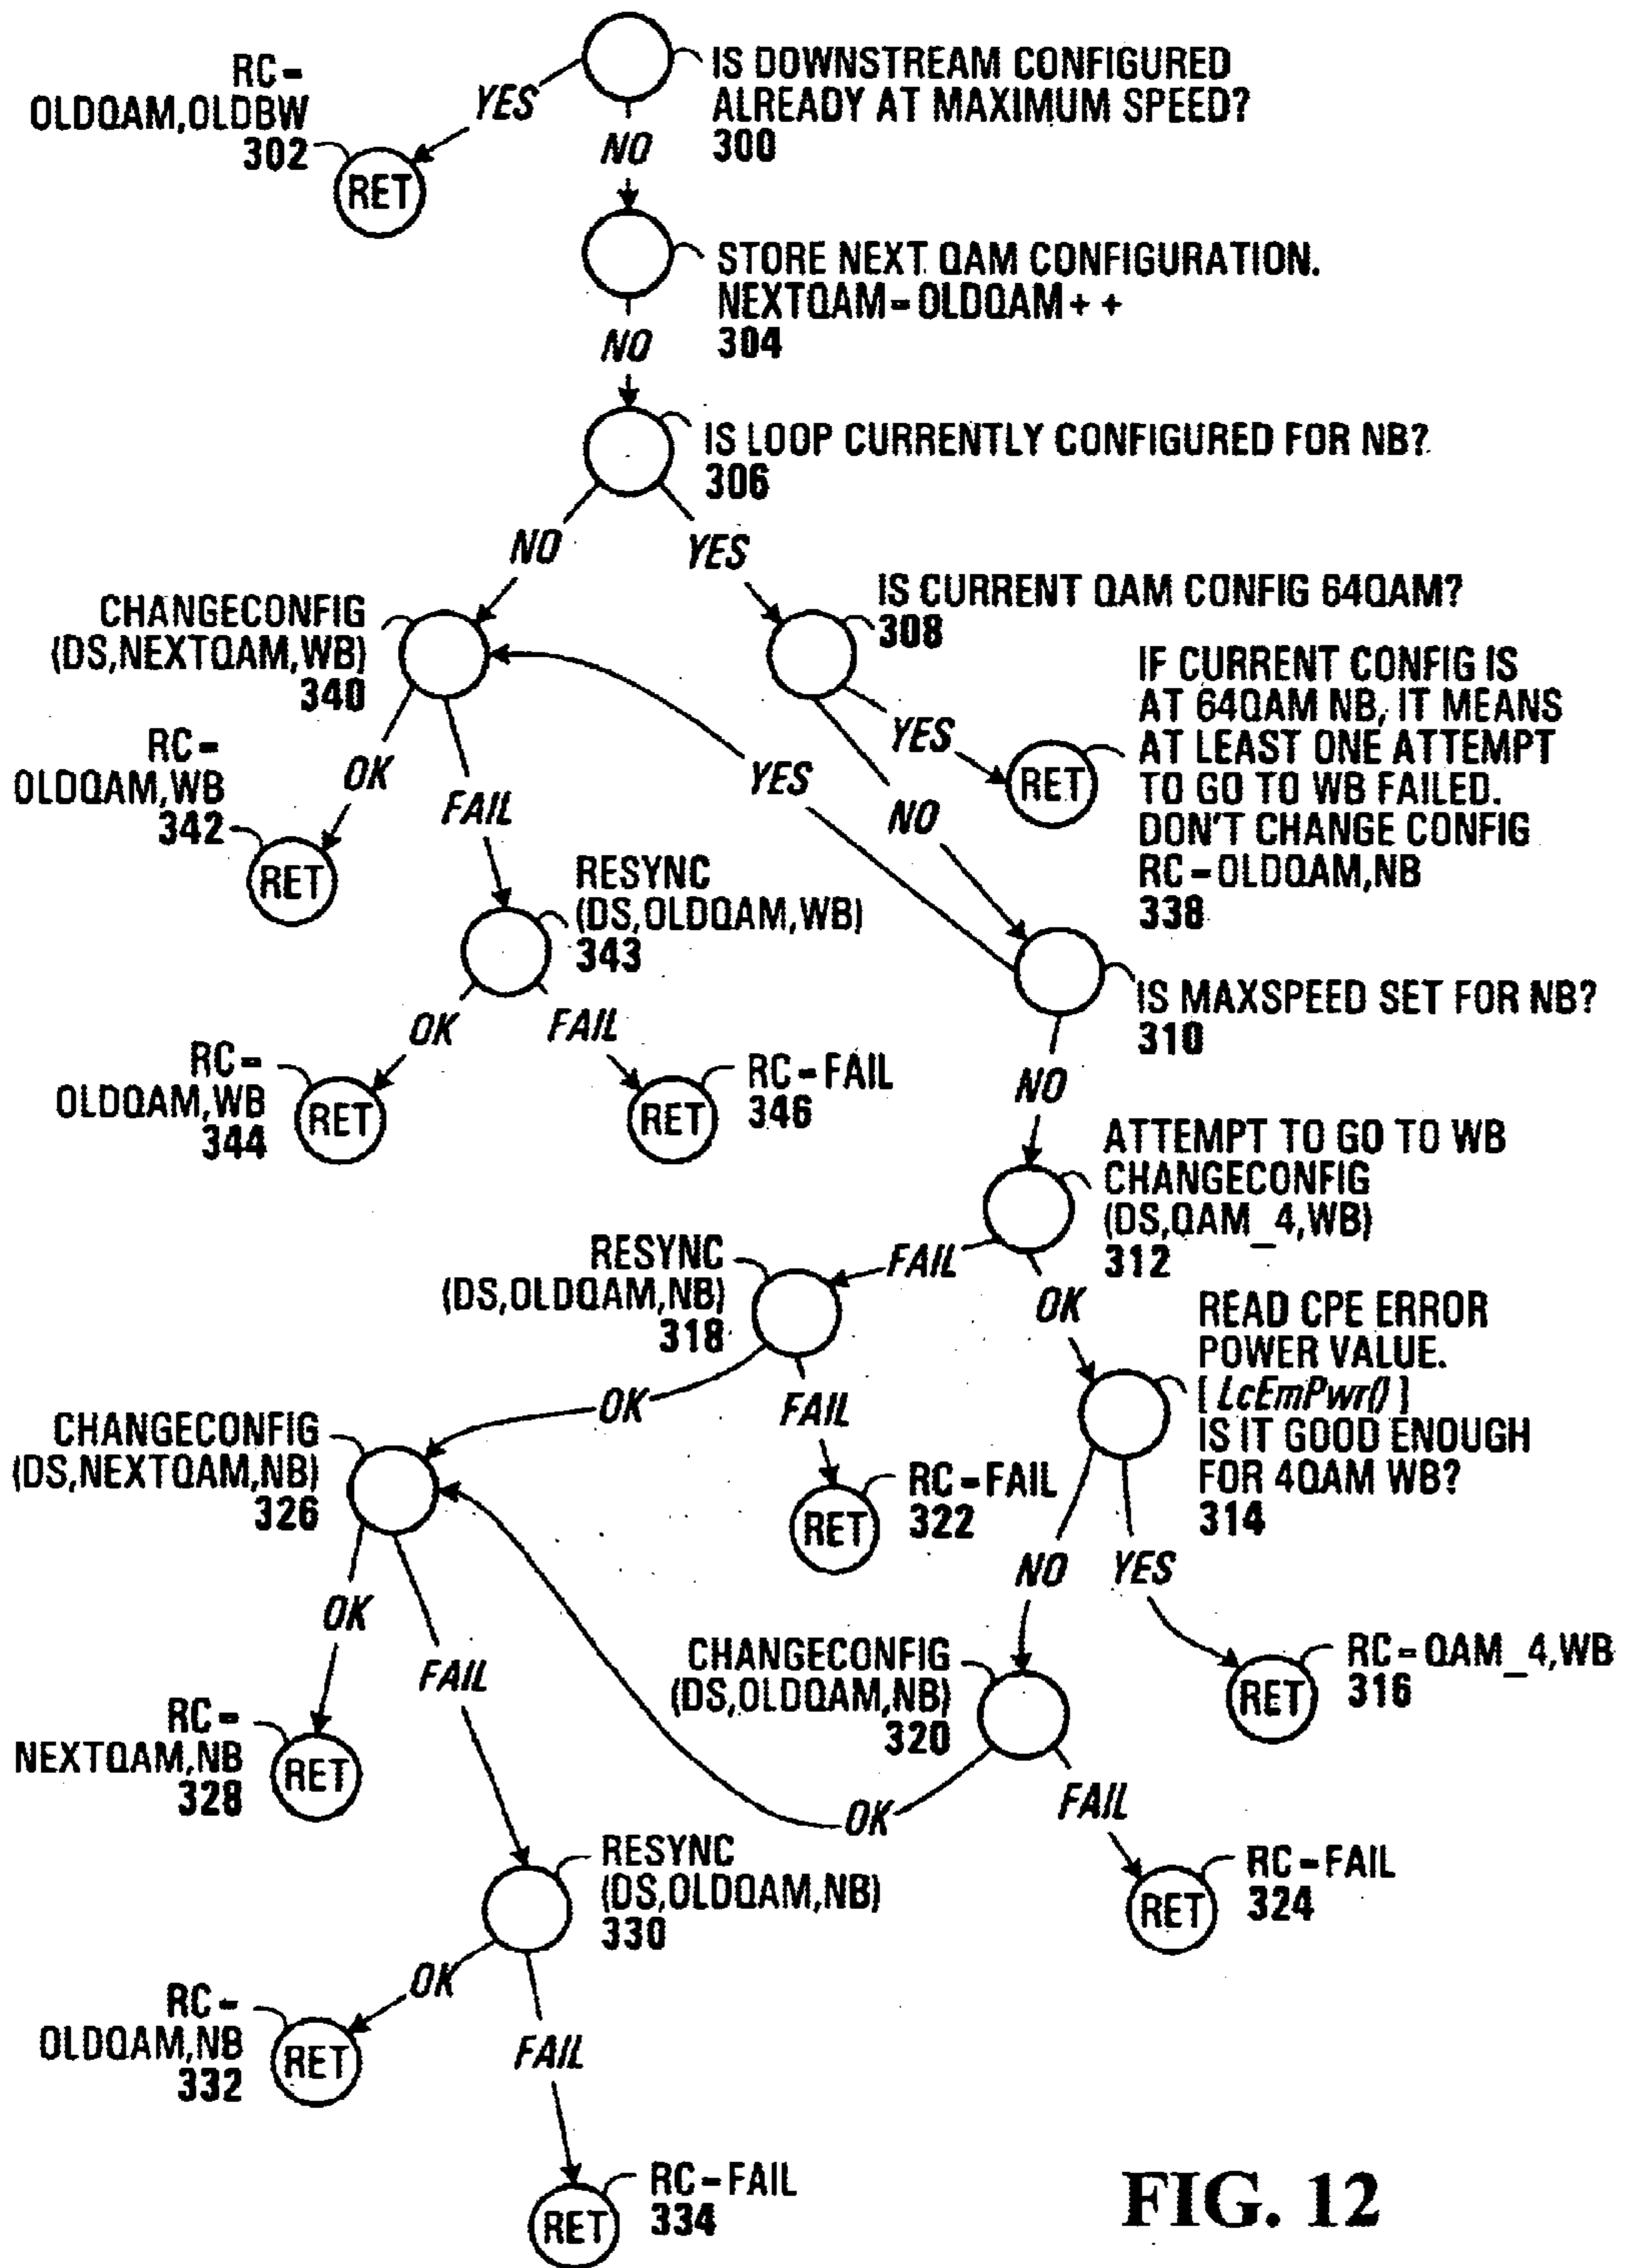 IS DOWNSTREAM CONFIGURED
ALREADY AT MAXIMUM SPEED?
300
YES
NO
RC=
OLDQAM,OLDBW
302
RET
STORE NEXT QAM CONFIGURATION.
NEXTQAM=OLDQAM++
304
NO
IS LOOP CURRENTLY CONFIGURED FOR NB?
306
NO
YES
CHANGECONFIG
(DS,NEXTQAM,WB)
340
IS CURRENT QAM CONFIG 64QAM?
308
YES
NO
RET
IF CURRENT CONFIG IS
AT 64QAM NB, IT MEANS
AT LEAST ONE ATTEMPT
TO GO TO WB FAILED.
DON'T CHANGE CONFIG
RC=OLDQAM,NB
338
YES
OK
FAIL
RC=
OLDQAM,WB
342
RET
RESYNC
(DS,OLDQAM,WB)
343
OK
FAIL
RC=
OLDQAM,WB
344
RET
RET
RC=FAIL
346
IS MAXSPEED SET FOR NB?
310
NO
ATTEMPT TO GO TO WB
CHANGECONFIG
(DS,QAM_4,WB)
312
FAIL
OK
RESYNC
(DS,OLDQAM,NB)
318
OK
FAIL
RET
RC=FAIL
322
READ CPE ERROR
POWER VALUE.
[LcEmPwr()]
IS IT GOOD ENOUGH
FOR 4QAM WB?
314
NO
YES
RET
RC=QAM_4,WB
316
CHANGECONFIG
(DS,OLDQAM,NB)
320
OK
FAIL
RET
RC=FAIL
324
CHANGECONFIG
(DS,NEXTQAM,NB)
326
OK
FAIL
RC=
NEXTQAM,NB
328
RET
RESYNC
(DS,OLDQAM,NB)
330
OK
FAIL
RC=
OLDQAM,NB
332
RET
RET
RC=FAIL
334
FIG. 12